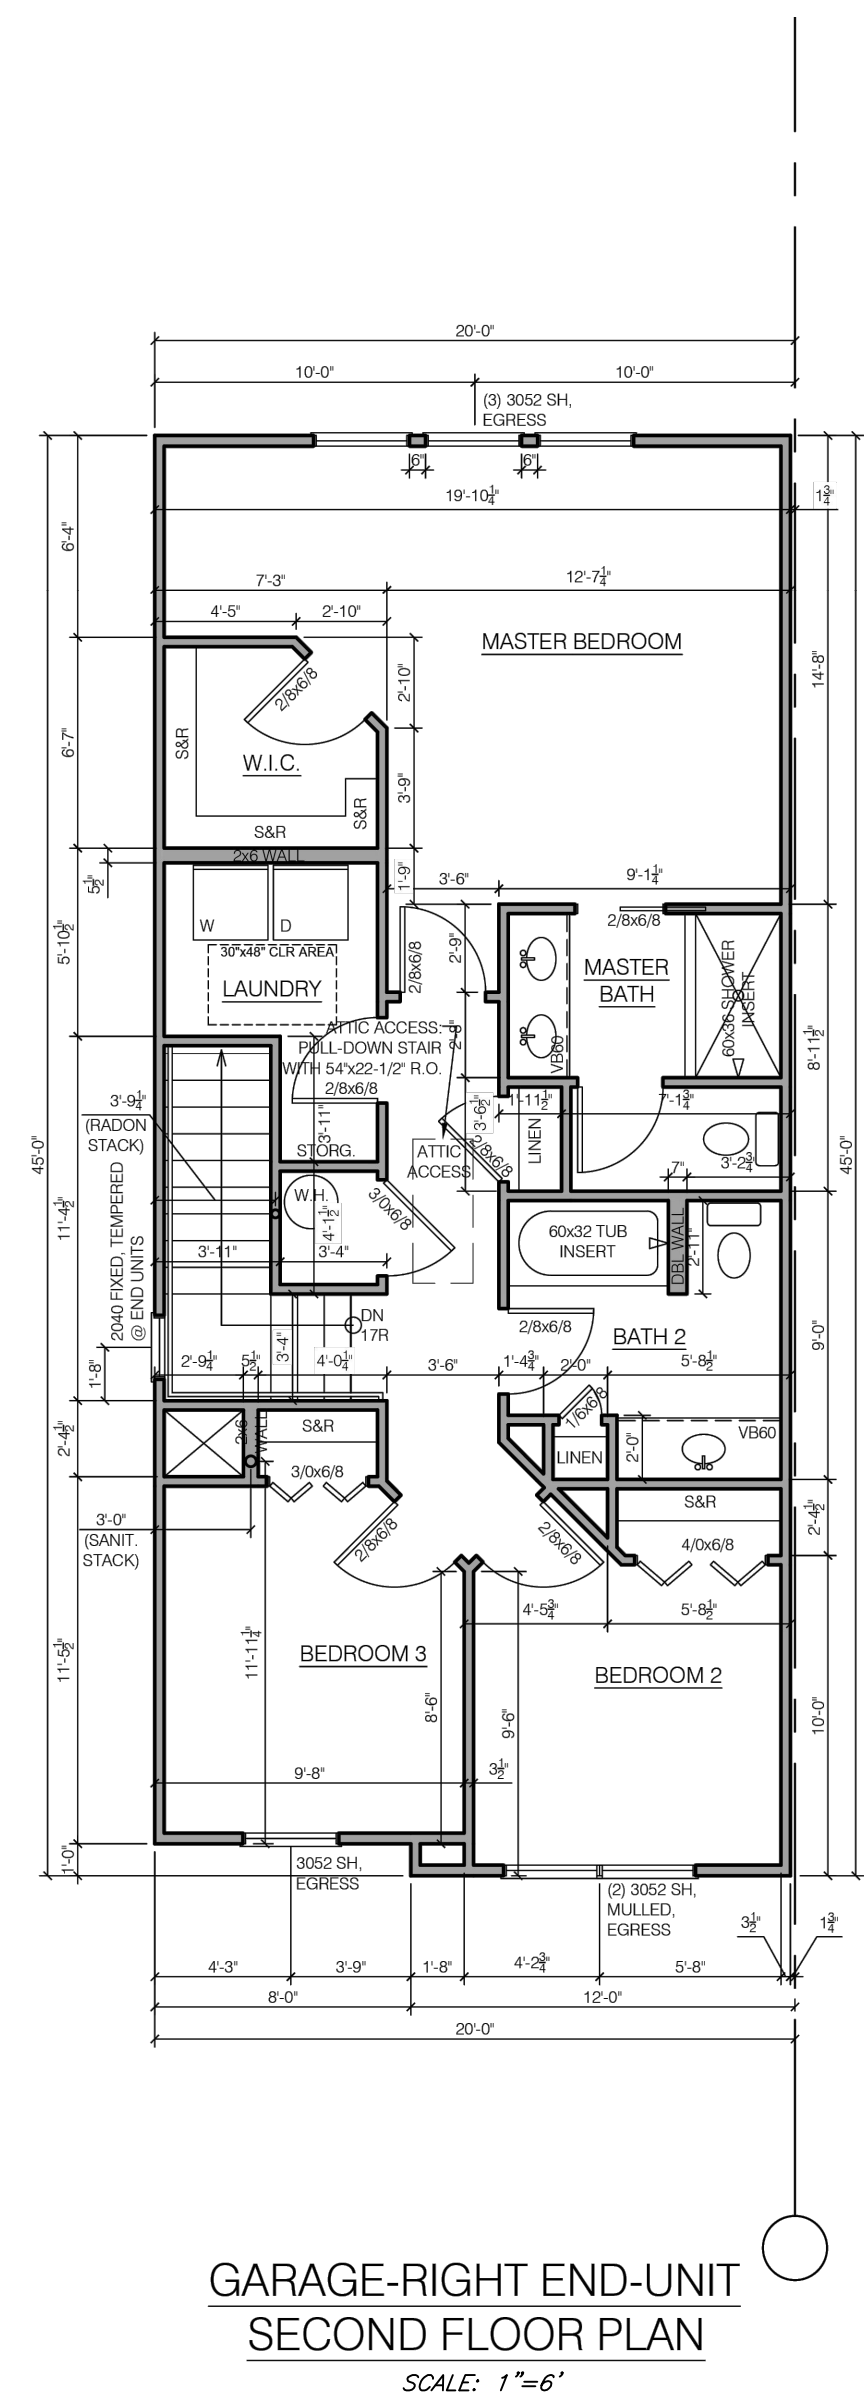 20'-0"
10'-0"
10'-0"
(3) 3052 SH,
EGRESS
6"
6"
19'-10¼"
1¾"
6'-4"
7'-3"
12'-7¼"
4'-5"
2'-10"
MASTER BEDROOM
2/8x6/8
2'-10"
14'-8"
6'-7"
S&R
W.I.C.
3'-9"
S&R
S&R
2x6 WALL
5½"
1'-9"
3'-6"
9'-1¼"
W
D
30"x48" CLR AREA
LAUNDRY
5'-10½"
2/8x6/8
2'-9"
2/8x6/8
MASTER
BATH
60x36 SHOWER
INSERT
VB60
8'-11½"
ATTIC ACCESS:
PULL-DOWN STAIR
WITH 54"x22-1/2" R.O.
2'-8"
2/8x6/8
3'-9¼"
(RADON
STACK)
3'-11"
STORG.
3'-6½"
1'-11½"
7'-1¾"
2/8x6/8
LINEN
ATTIC
ACCESS
7"
3'-2¾"
45'-0"
45'-0"
11'-4½"
2040 FIXED, TEMPERED
@ END UNITS
W.H.
3/0x6/8
4'-1½"
3'-11"
3'-4"
60x32 TUB
INSERT
DBL WALL
2'-11"
DN
17R
3'-4"
2/8x6/8
BATH 2
9'-0"
1'-8"
2'-9¼"
5½"
4'-0¼"
3'-6"
1'-4¾"
2'-0"
5'-8½"
1/6x6/8
2'-4½"
2x6
WALL
S&R
3/0x6/8
LINEN
2'-0"
VB60
3'-0"
(SANIT.
STACK)
2/8x6/8
2/8x6/8
S&R
4/0x6/8
2'-4½"
4'-5¾"
5'-8½"
11'-5½"
11'-11¼"
BEDROOM 3
BEDROOM 2
8'-6"
9'-6"
10'-0"
9'-8"
3½"
1'-0"
3052 SH,
EGRESS
(2) 3052 SH,
MULLED,
EGRESS
3½"
1¾"
4'-3"
3'-9"
1'-8"
4'-2¾"
5'-8"
8'-0"
12'-0"
20'-0"
GARAGE-RIGHT END-UNIT
SECOND FLOOR PLAN
SCALE: 1"=6'